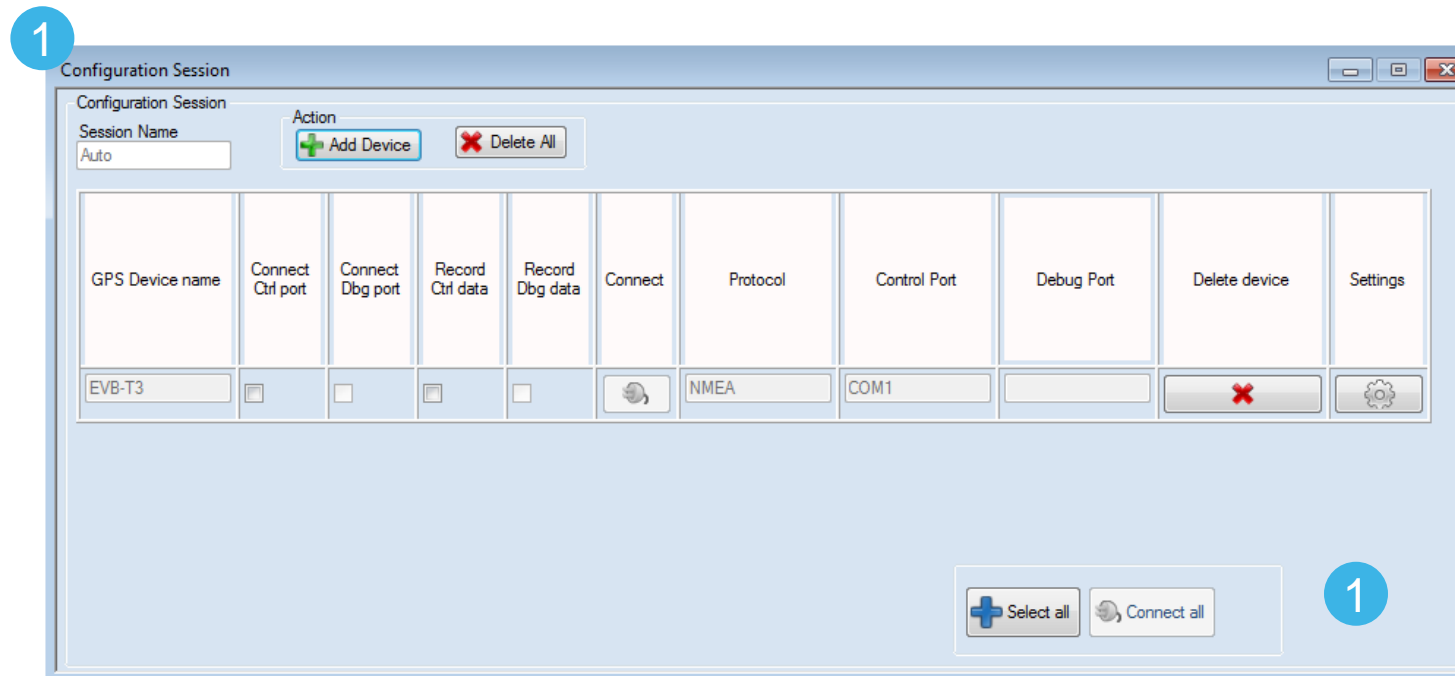 1
Configuration Session
Configuration Session
Session Name
Action
Auto
Add Device
Delete All
GPS Device name
Connect
Ctrl port
Connect
Dbg port
Record
Ctrl data
Record
Dbg data
Connect
Protocol
Control Port
Debug Port
Delete device
Settings
EVB-T3
NMEA
COM1
Select all
Connect all
1